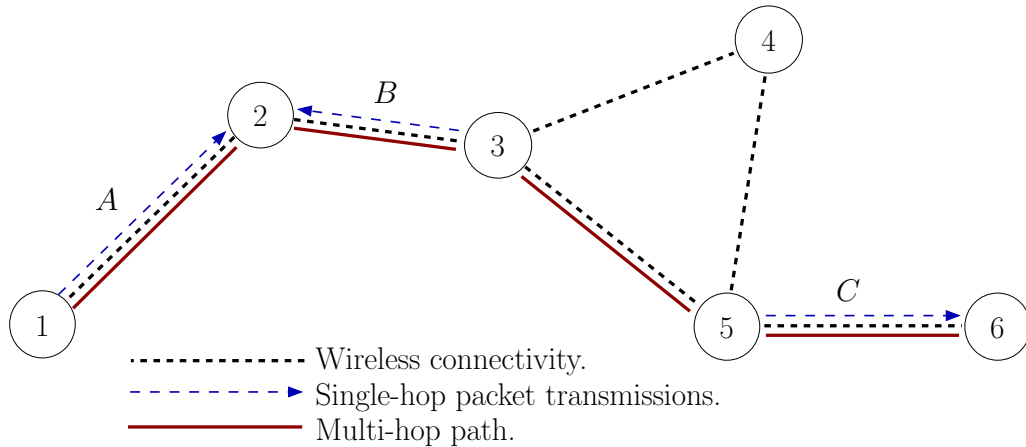 4
B
2
3
A
C
1
5
6
Wireless connectivity.
Single-hop packet transmissions.
Multi-hop path.